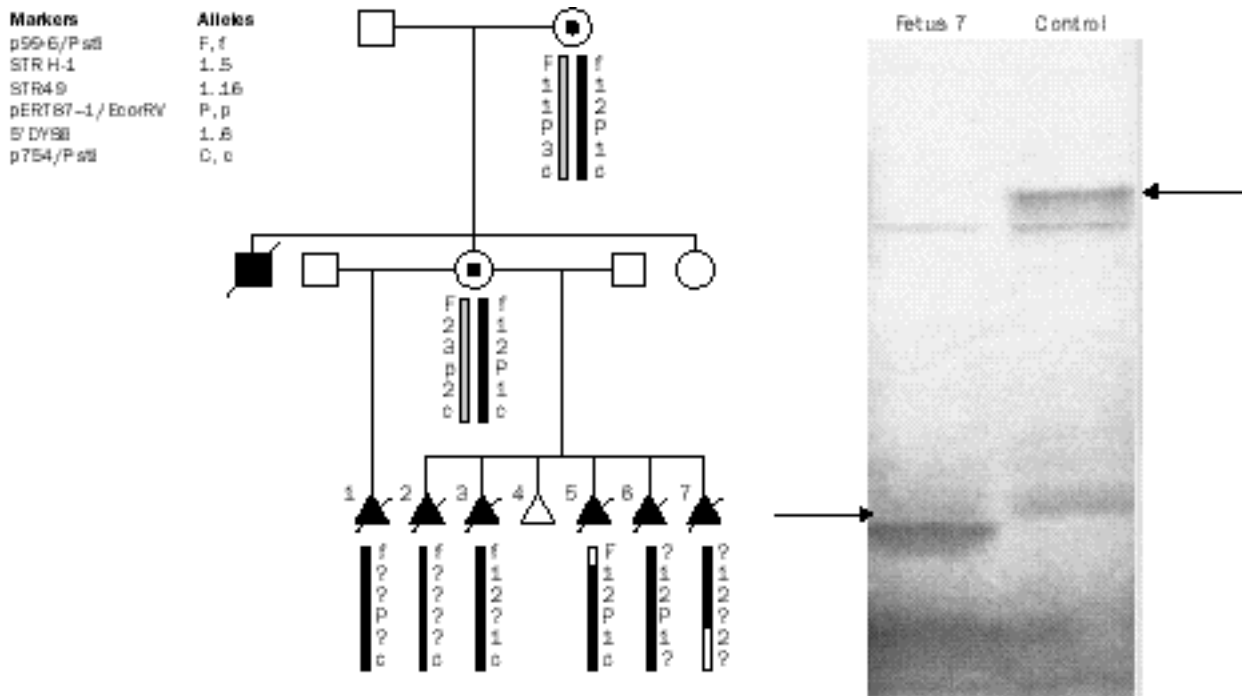 Markers Alleles
p99-6/PstI F, f
STR H-1 1..5
STR49 1..16
pERT87-1/EcorRV P, p
5' DYS8 1..6
p754/PstI C, c
F f
1 1
1 2
P P
3 1
c c
F f
2 1
3 2
p P
2 1
c c
1 2 3 4 5 6 7
f f f F ? ?
? ? 1 1 1 1
? ? 2 2 2 2
P ? ? P P ?
? ? 1 1 1 2
c c c c ? ?
Fetus 7 Control